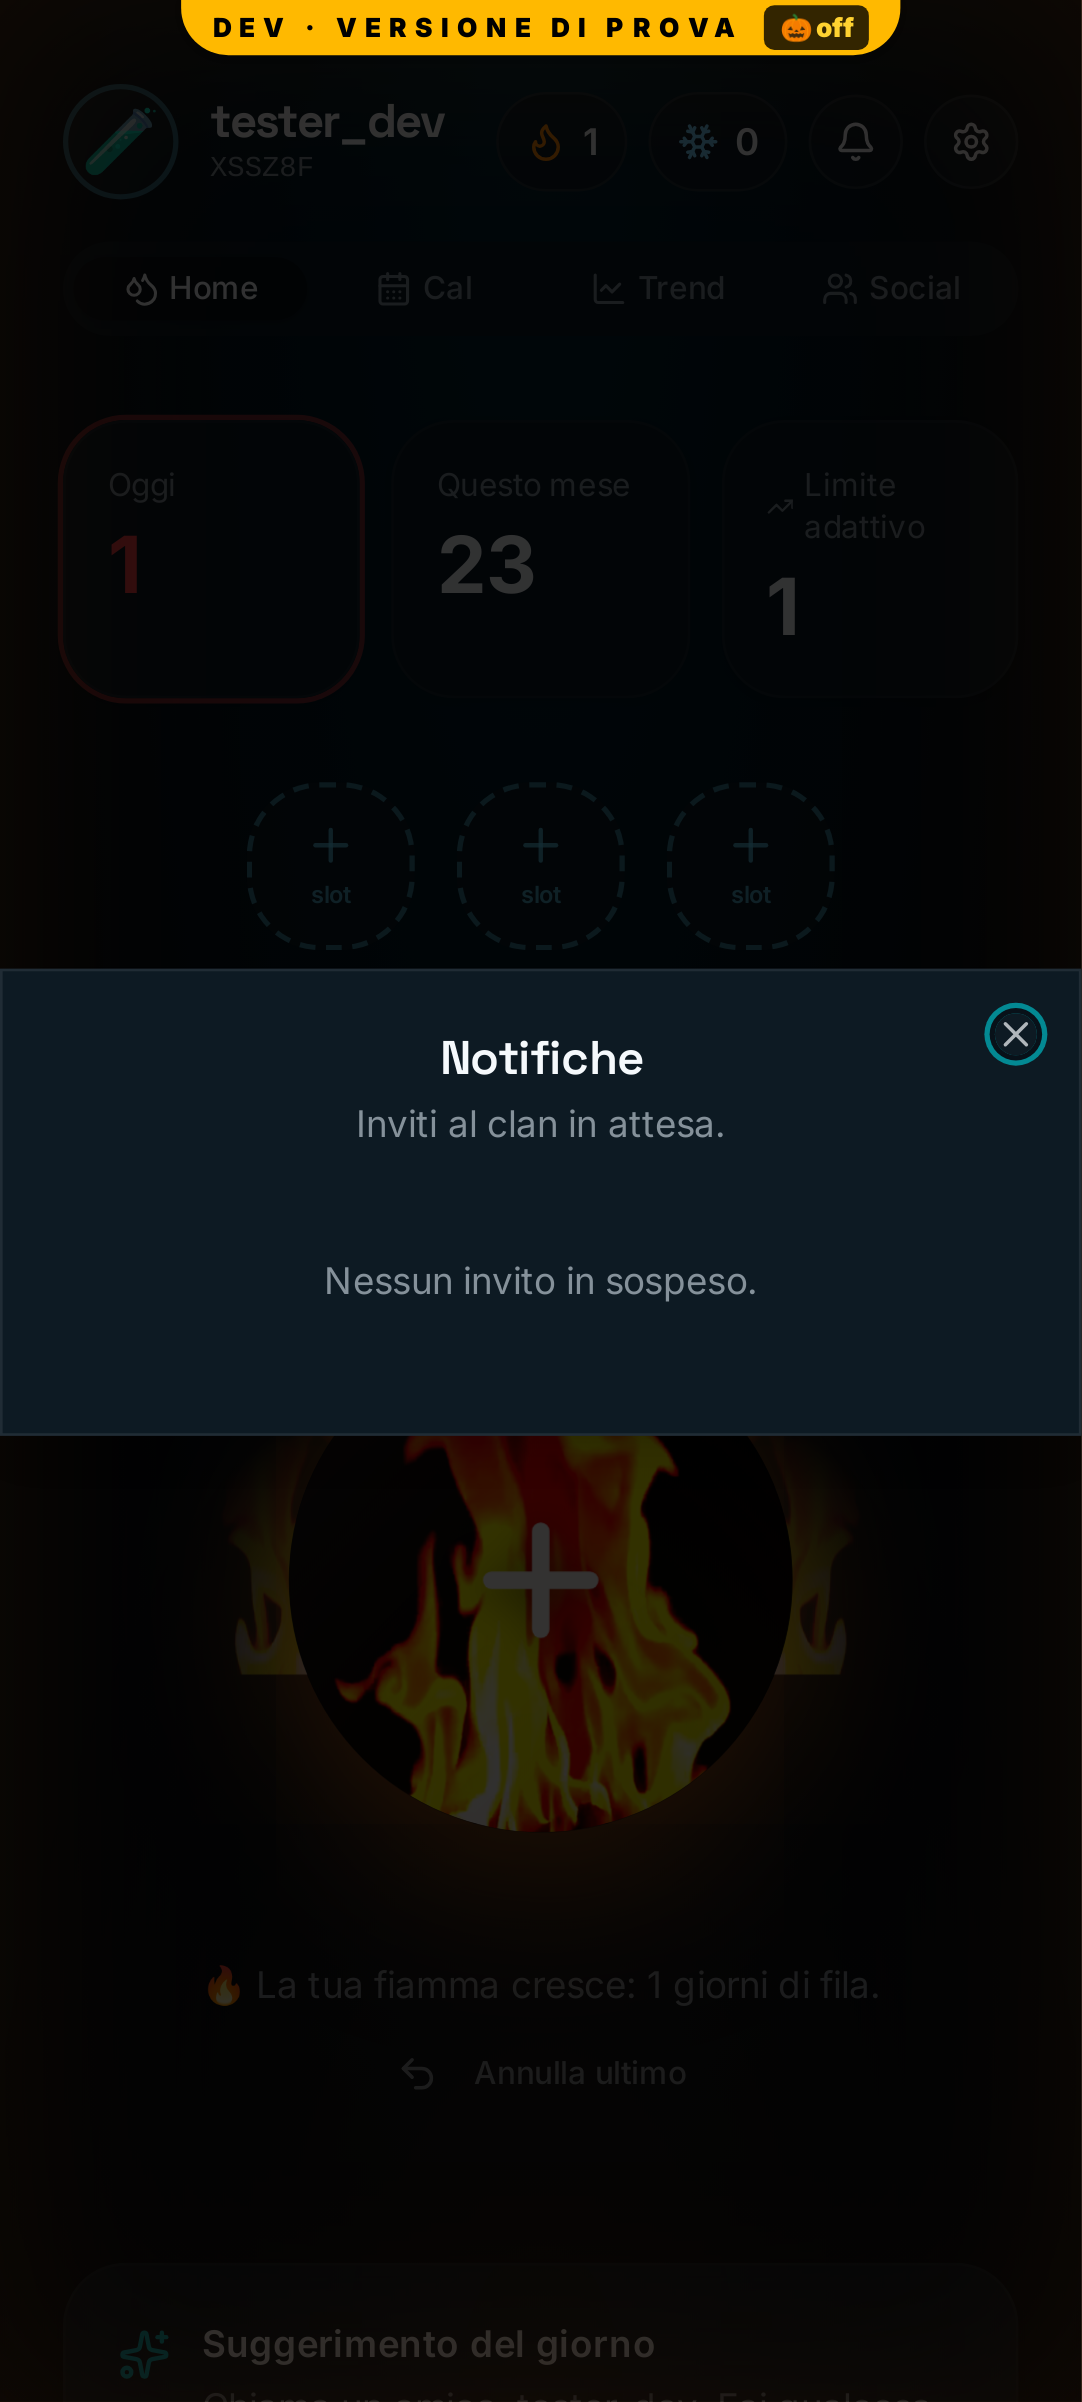 DEV · VERSIONE DI PROVA 🎃 off
tester_dev
XSSZ8F
1
0
Home
Cal
Trend
Social
Oggi
1
Questo mese
23
Limite
adattivo
1
slot
slot
slot
Notifiche
Inviti al clan in attesa.
Nessun invito in sospeso.
🔥 La tua fiamma cresce: 1 giorni di fila.
Annulla ultimo
Suggerimento del giorno